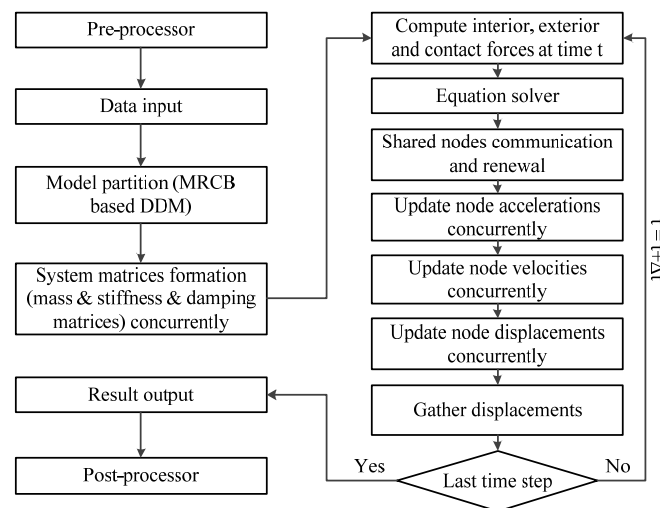 Pre-processor
Data input
Model partition (MRCB
based DDM)
System matrices formation
(mass & stiffness & damping
matrices) concurrently
Compute interior, exterior
and contact forces at time t
Equation solver
Shared nodes communication
and renewal
Update node accelerations
concurrently
Update node velocities
concurrently
Update node displacements
concurrently
Gather displacements
Last time step
Yes
No
t = t+Δt
Result output
Post-processor